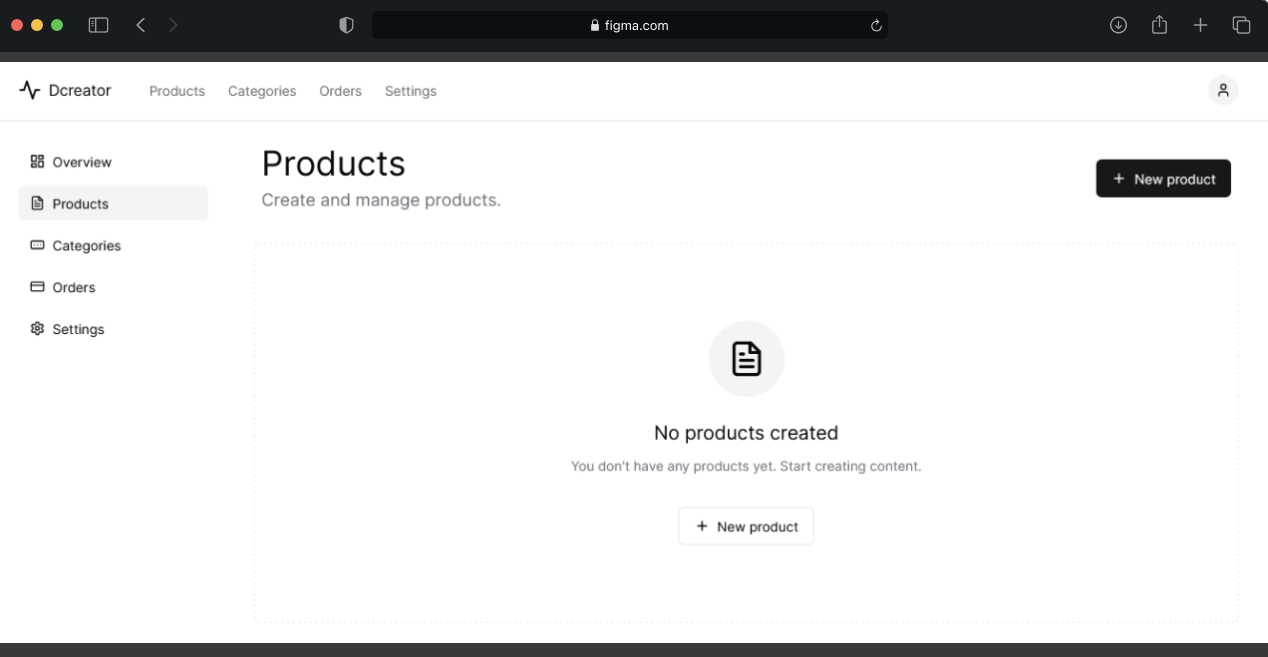 figma.com
Dcreator Products Categories Orders Settings
Overview
Products
Categories
Orders
Settings
Products
Create and manage products.
New product
No products created
You don't have any products yet. Start creating content.
New product